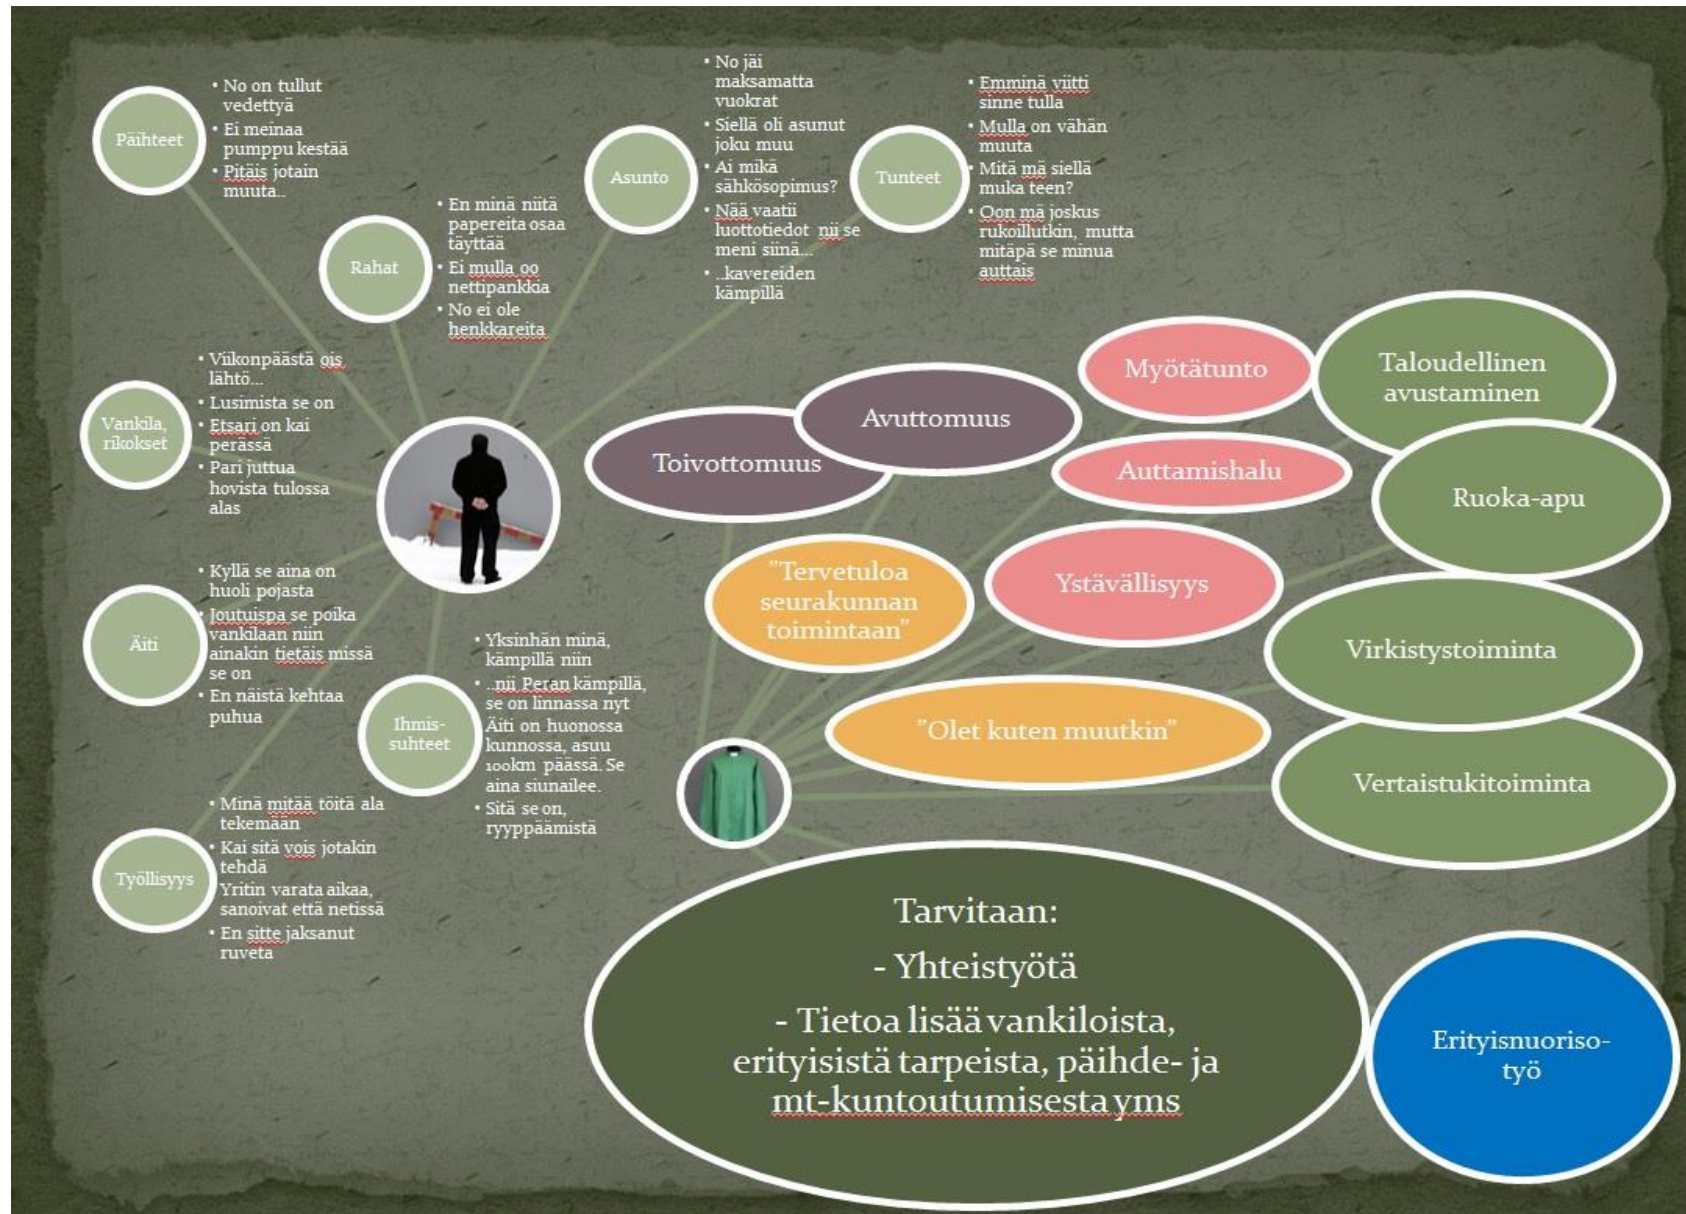 Päihteet
• No on tullut
vedettyä
• Ei meinaa
pumppu kestää
• Pitäis jotain
muuta..
Rahat
• En minä niitä
papereita osaa
täyttää
• Ei mulla oo
nettipankkia
• No ei ole
henkkareita
Asunto
• No jäi
maksamatta
vuokrat
• Siellä oli asunut
joku muu
• Ai mikä
sähkösopimus?
• Nää vaatii
luottotiedot nii se
meni siinä...
• ..kavereiden
kämpillä
Tunteet
• Emminä viitti
sinne tulla
• Mulla on vähän
muuta
• Mitä mä siellä
muka teen?
• Oon mä joskus
rukoillutkin, mutta
mitäpä se minua
auttais
Vankila,
rikokset
• Viikonpäästä ois
lähtö...
• Lusimista se on
• Etsari on kai
perässä
• Pari juttua
hovista tulossa
alas
Äiti
• Kyllä se aina on
huoli pojasta
• Joutuispa se poika
vankilaan niin
ainakin tietäis missä
se on
• En näistä kehtaa
puhua
Ihmis-
suhteet
• Yksinhän minä,
kämpillä niin
• ..nii Peran kämpillä,
se on linnassa nyt
Äiti on huonossa
kunnossa, asuu
100km päässä. Se
aina siunailee.
• Sitä se on,
ryyppäämistä
Työllisyys
• Minä mitää töitä ala
tekemään
• Kai sitä vois jotakin
tehdä
Yritin varata aikaa,
sanoivat että netissä
• En sitte jaksanut
ruveta
Toivottomuus
Avuttomuus
Myötätunto
Auttamishalu
Ystävällisyys
"Tervetuloa
seurakunnan
toimintaan"
"Olet kuten muutkin"
Taloudellinen
avustaminen
Ruoka-apu
Virkistystoiminta
Vertaistukitoiminta
Tarvitaan:
- Yhteistyötä
- Tietoa lisää vankiloista,
erityisistä tarpeista, päihde- ja
mt-kuntoutumisesta yms
Erityisnuoriso-
työ